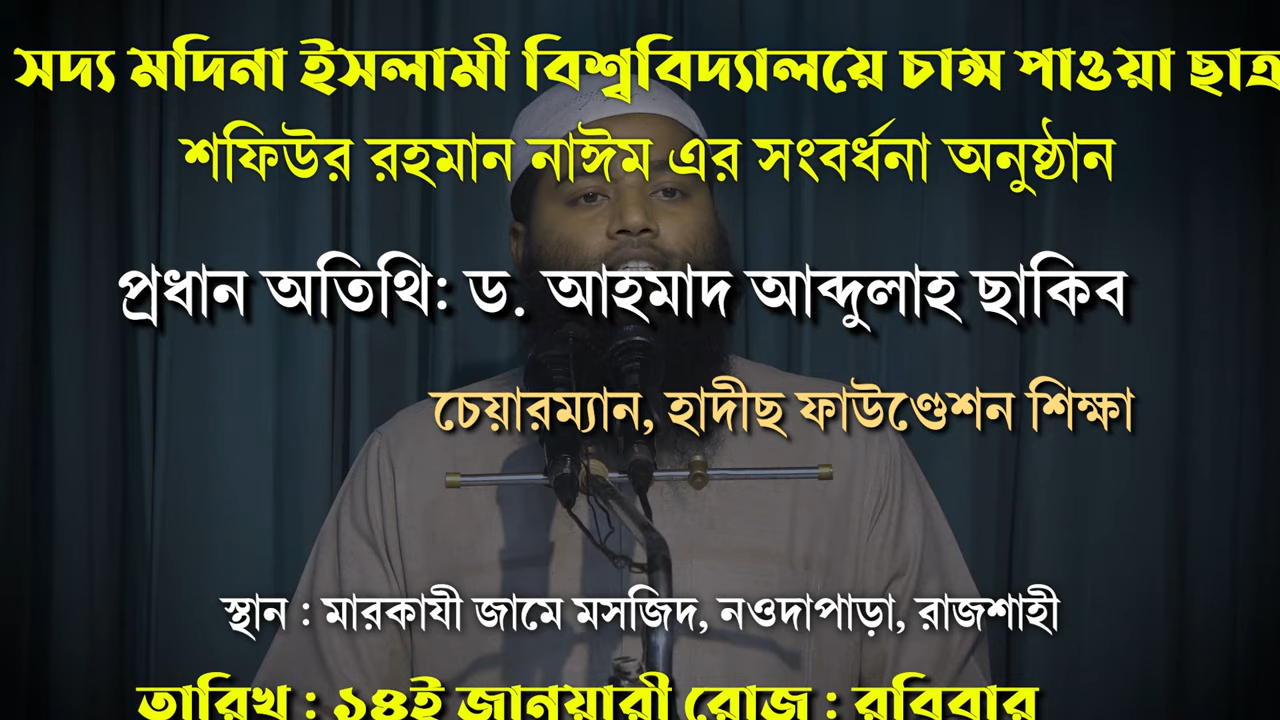 সদ্য মদিনা ইসলামী বিশ্ববিদ্যালয়ে চান্স পাওয়া ছাত্র
শফিউর রহমান নাঈম এর সংবর্ধনা অনুষ্ঠান
প্রধান অতিথি: ড. আহমাদ আব্দুলাহ ছাকিব
চেয়ারম্যান, হাদীছ ফাউণ্ডেশন শিক্ষা
স্থান : মারকাযী জামে মসজিদ, নওদাপাড়া, রাজশাহী
তারিখ : ১৪ই জানুয়ারী রোজ : রবিবার